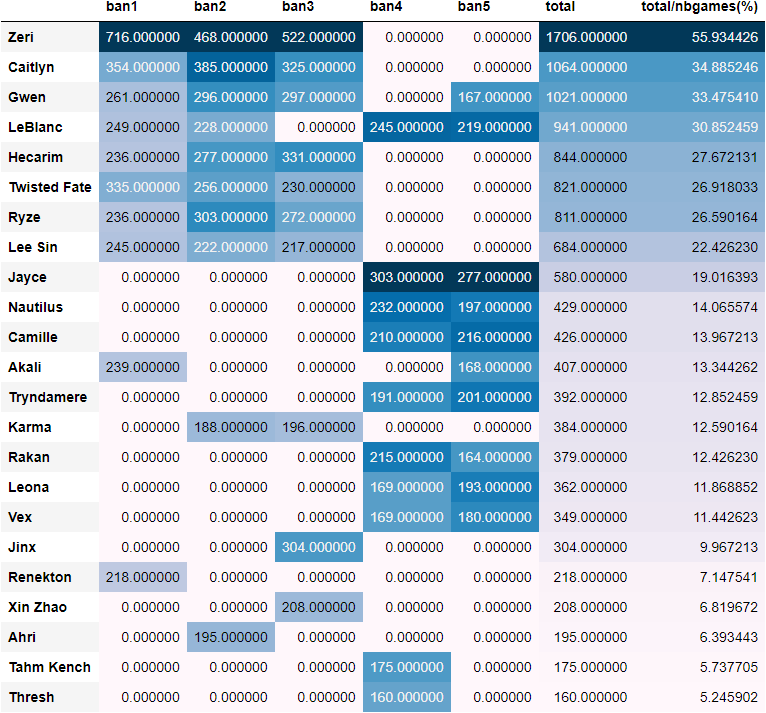 ban1 ban2 ban3 ban4 ban5 total total/nbgames(%)
Zeri 716.000000 468.000000 522.000000 0.000000 0.000000 1706.000000 55.934426
Caitlyn 354.000000 385.000000 325.000000 0.000000 0.000000 1064.000000 34.885246
Gwen 261.000000 296.000000 297.000000 0.000000 167.000000 1021.000000 33.475410
LeBlanc 249.000000 228.000000 0.000000 245.000000 219.000000 941.000000 30.852459
Hecarim 236.000000 277.000000 331.000000 0.000000 0.000000 844.000000 27.672131
Twisted Fate 335.000000 256.000000 230.000000 0.000000 0.000000 821.000000 26.918033
Ryze 236.000000 303.000000 272.000000 0.000000 0.000000 811.000000 26.590164
Lee Sin 245.000000 222.000000 217.000000 0.000000 0.000000 684.000000 22.426230
Jayce 0.000000 0.000000 0.000000 303.000000 277.000000 580.000000 19.016393
Nautilus 0.000000 0.000000 0.000000 232.000000 197.000000 429.000000 14.065574
Camille 0.000000 0.000000 0.000000 210.000000 216.000000 426.000000 13.967213
Akali 239.000000 0.000000 0.000000 0.000000 168.000000 407.000000 13.344262
Tryndamere 0.000000 0.000000 0.000000 191.000000 201.000000 392.000000 12.852459
Karma 0.000000 188.000000 196.000000 0.000000 0.000000 384.000000 12.590164
Rakan 0.000000 0.000000 0.000000 215.000000 164.000000 379.000000 12.426230
Leona 0.000000 0.000000 0.000000 169.000000 193.000000 362.000000 11.868852
Vex 0.000000 0.000000 0.000000 169.000000 180.000000 349.000000 11.442623
Jinx 0.000000 0.000000 304.000000 0.000000 0.000000 304.000000 9.967213
Renekton 218.000000 0.000000 0.000000 0.000000 0.000000 218.000000 7.147541
Xin Zhao 0.000000 0.000000 208.000000 0.000000 0.000000 208.000000 6.819672
Ahri 0.000000 195.000000 0.000000 0.000000 0.000000 195.000000 6.393443
Tahm Kench 0.000000 0.000000 0.000000 175.000000 0.000000 175.000000 5.737705
Thresh 0.000000 0.000000 0.000000 160.000000 0.000000 160.000000 5.245902